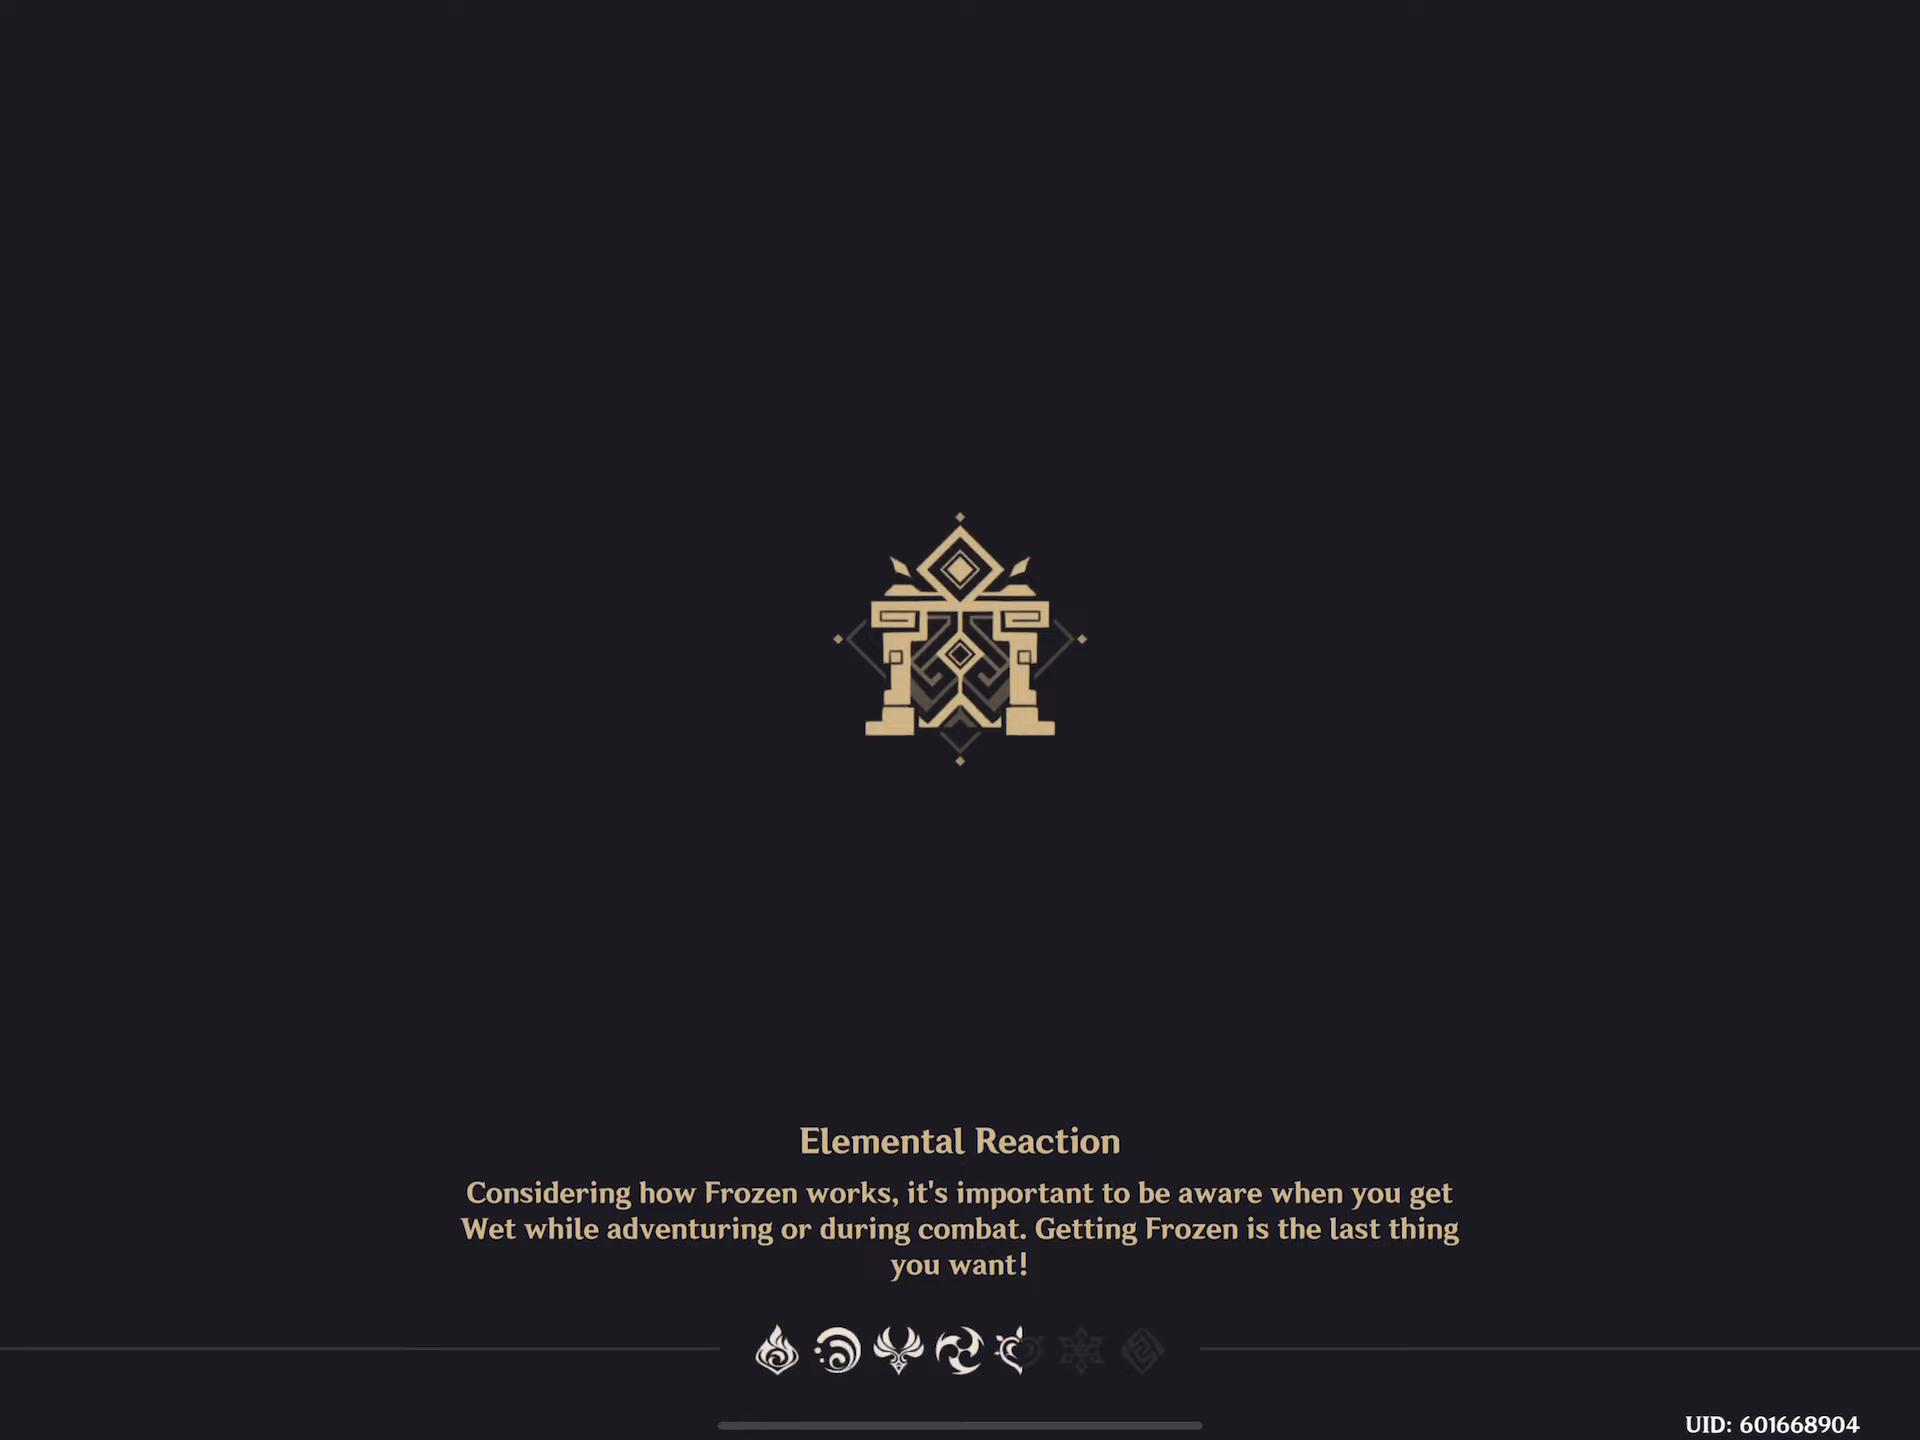 Elemental Reaction
Considering how Frozen works, it's important to be aware when you get
Wet while adventuring or during combat. Getting Frozen is the last thing
you want!
UID: 601668904